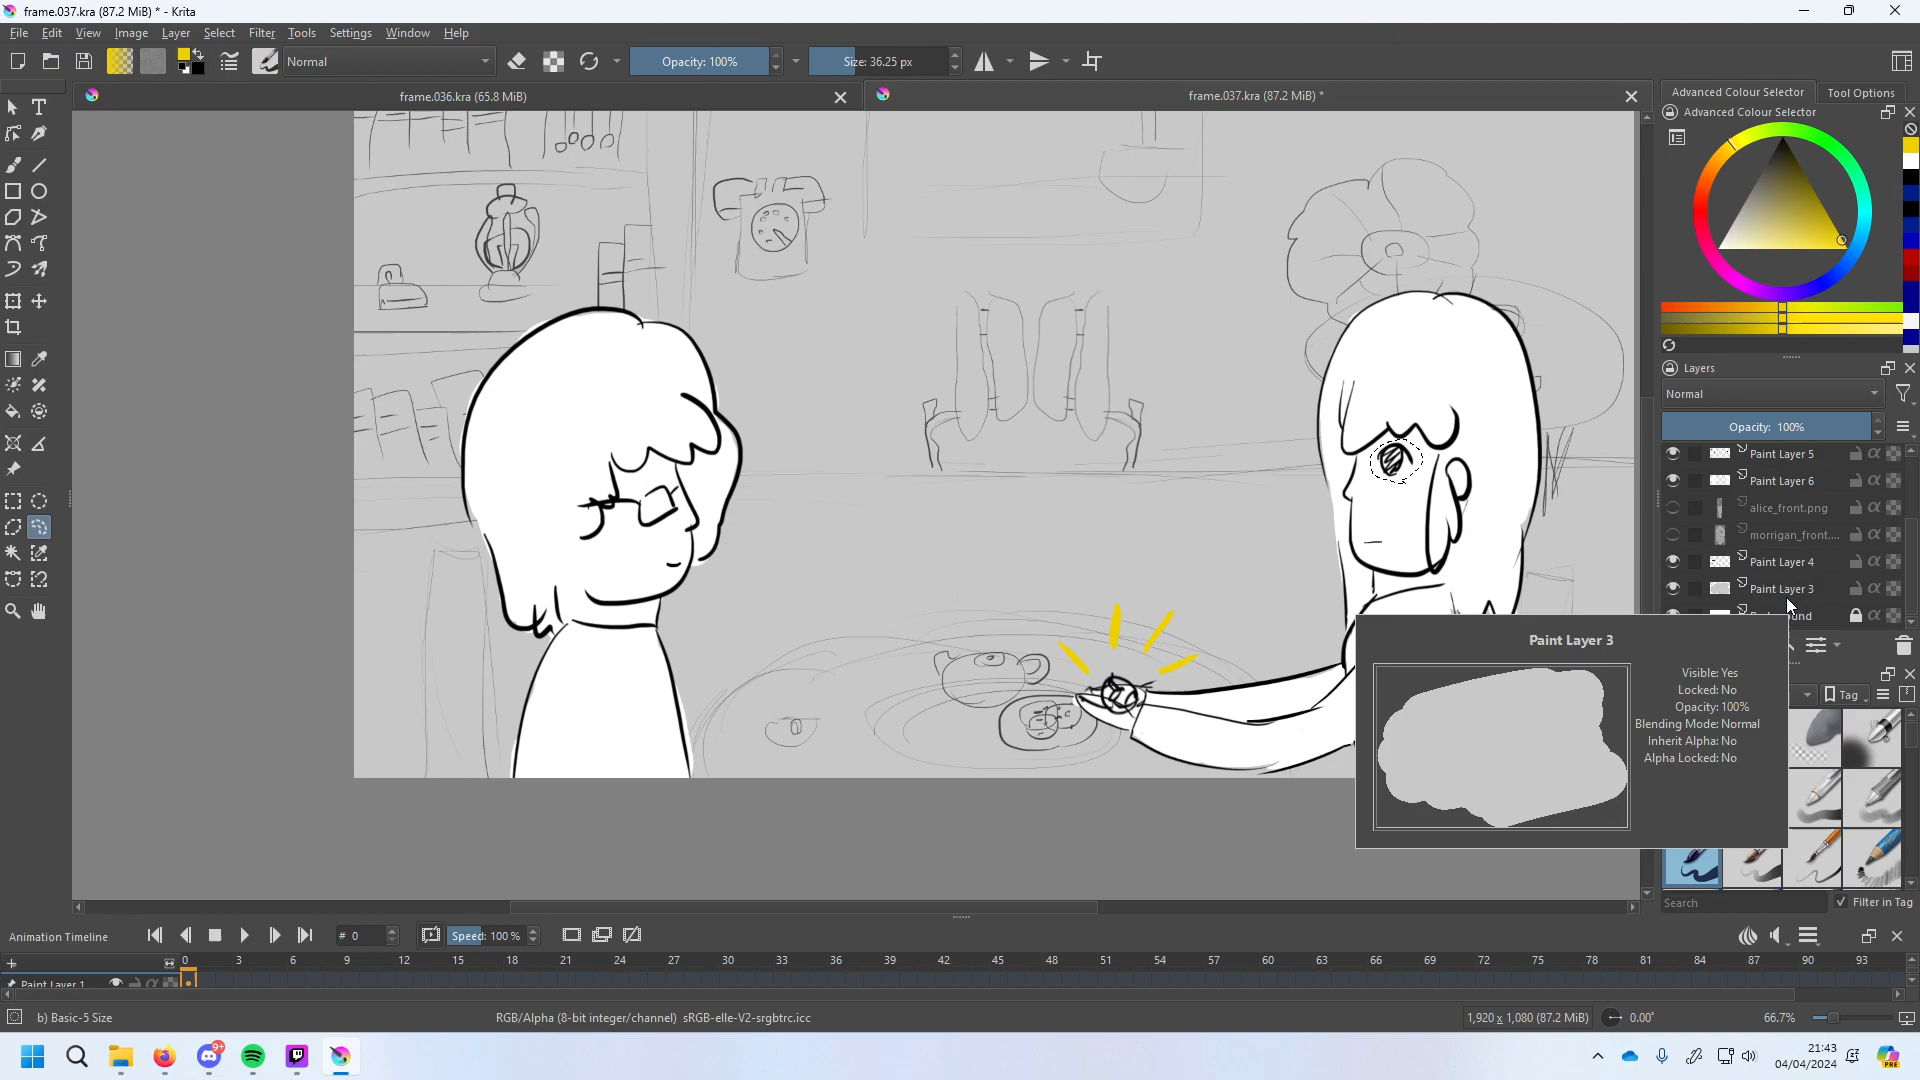 frame.037.kra (87.2 MiB) * - Krita
File Edit View Image Layer Select Filter Tools Settings Window Help
Normal
Opacity: 100%
Size: 36.25 px
frame.036.kra (65.8 MiB)
frame.037.kra (87.2 MiB) *
Advanced Colour Selector
Tool Options
Advanced Colour Selector
Layers
Normal
Opacity: 100%
Paint Layer 5
Paint Layer 6
alice_front.png
morrigan_front....
Paint Layer 4
Paint Layer 3
Paint Layer 3
Visible: Yes
Locked: No
Opacity: 100%
Blending Mode: Normal
Inherit Alpha: No
Alpha Locked: No
Tag
Search
Filter in Tag
Animation Timeline
# 0
Speed: 100 %
0 3 6 9 12 15 18 21 24 27 30 33 36 39 42 45 48 51 54 57 60 63 66 69 72 75 78 81 84 87 90 93
Paint Layer 1
b) Basic-5 Size
RGB/Alpha (8-bit integer/channel) sRGB-elle-V2-srgbtrc.icc
1,920 x 1,080 (87.2 MiB)
0.00°
66.7%
9+
21:43
04/04/2024
PRE